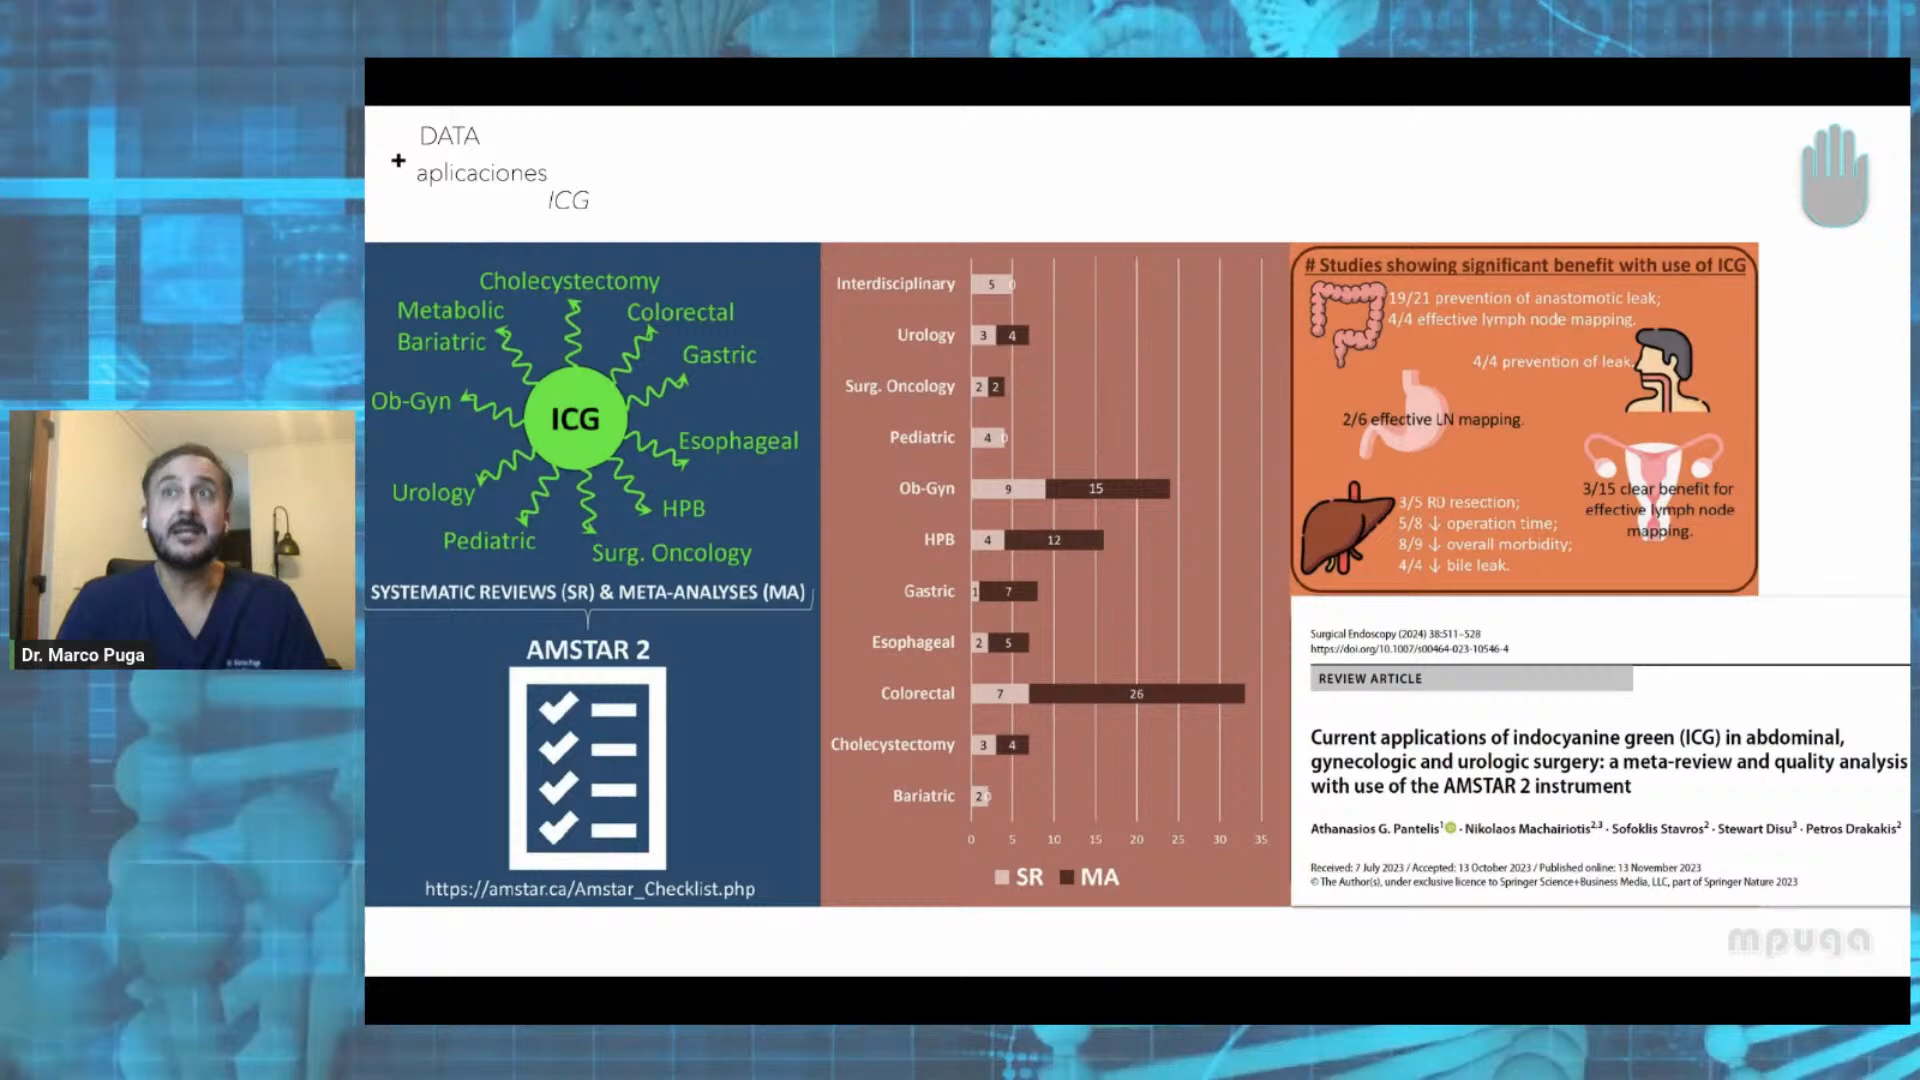 DATA
+
aplicaciones
ICG
Cholecystectomy
Metabolic
Bariatric
Colorectal
Gastric
Ob-Gyn
ICG
Esophageal
Urology
HPB
Pediatric
Surg. Oncology
SYSTEMATIC REVIEWS (SR) & META-ANALYSES (MA)
AMSTAR 2
https://amstar.ca/Amstar_Checklist.php
Interdisciplinary 5 0
Urology 3 4
Surg. Oncology 2 2
Pediatric 4 0
Ob-Gyn 9 15
HPB 4 12
Gastric 1 7
Esophageal 2 5
Colorectal 7 26
Cholecystectomy 3 4
Bariatric 2 0
0 5 10 15 20 25 30 35
SR MA
# Studies showing significant benefit with use of ICG
19/21 prevention of anastomotic leak;
4/4 effective lymph node mapping.
4/4 prevention of leak.
2/6 effective LN mapping.
3/15 clear benefit for
effective lymph node
mapping.
3/5 R0 resection;
5/8 ↓ operation time;
8/9 ↓ overall morbidity;
4/4 ↓ bile leak.
Surgical Endoscopy (2024) 38:511–528
https://doi.org/10.1007/s00464-023-10546-4
REVIEW ARTICLE
Current applications of indocyanine green (ICG) in abdominal,
gynecologic and urologic surgery: a meta-review and quality analysis
with use of the AMSTAR 2 instrument
Athanasios G. Pantelis1 · Nikolaos Machairiotis2,3 · Sofoklis Stavros2 · Stewart Disu3 · Petros Drakakis2
Received: 7 July 2023 / Accepted: 13 October 2023 / Published online: 13 November 2023
© The Author(s), under exclusive licence to Springer Science+Business Media, LLC, part of Springer Nature 2023
mpuga
Dr. Marco Puga